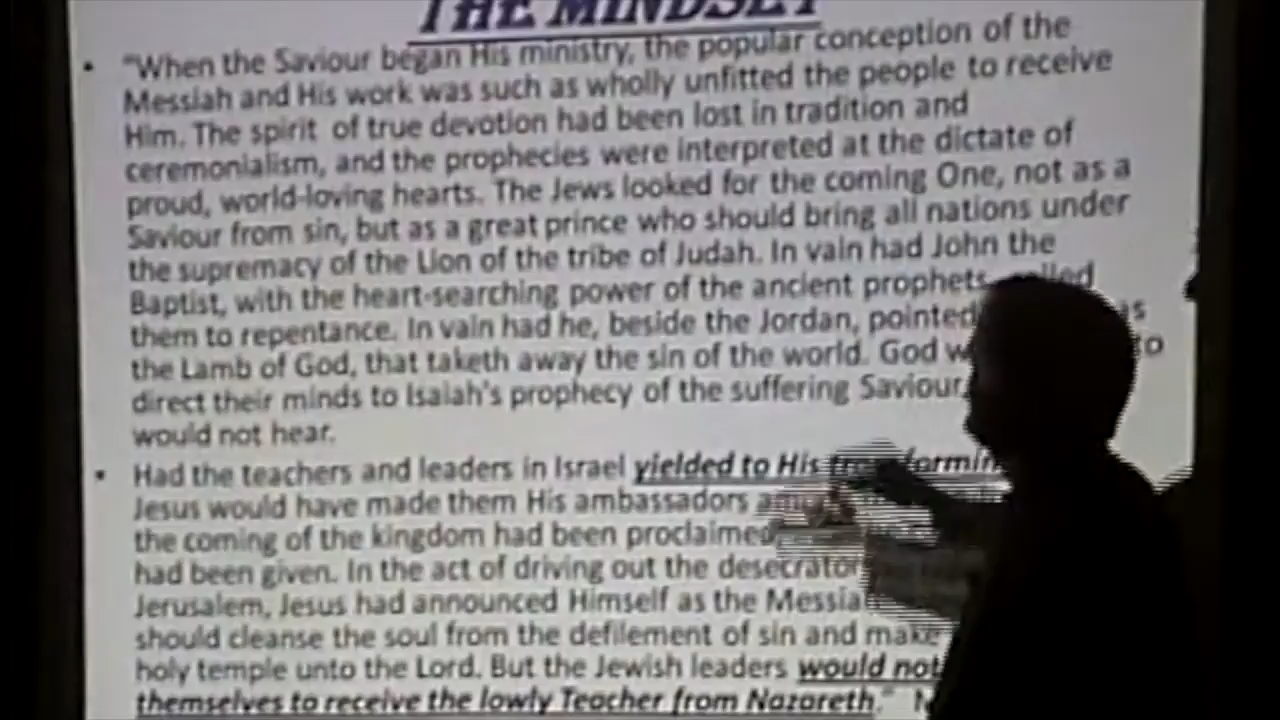 THE MINDSET
• "When the Saviour began His ministry, the popular conception of the
Messiah and His work was such as wholly unfitted the people to receive
Him. The spirit of true devotion had been lost in tradition and
ceremonialism, and the prophecies were interpreted at the dictate of
proud, world-loving hearts. The Jews looked for the coming One, not as a
Saviour from sin, but as a great prince who should bring all nations under
the supremacy of the Lion of the tribe of Judah. In vain had John the
Baptist, with the heart-searching power of the ancient prophets,
them to repentance. In vain had he, beside the Jordan, pointed as
the Lamb of God, that taketh away the sin of the world. God to
direct their minds to Isaiah's prophecy of the suffering Saviour,
would not hear.
• Had the teachers and leaders in Israel yielded to His
Jesus would have made them His ambassadors
the coming of the kingdom had been proclaimed
had been given. In the act of driving out the
Jerusalem, Jesus had announced Himself as the
should cleanse the soul from the defilement of sin and make
holy temple unto the Lord. But the Jewish leaders would not
themselves to receive the lowly Teacher from Nazareth."